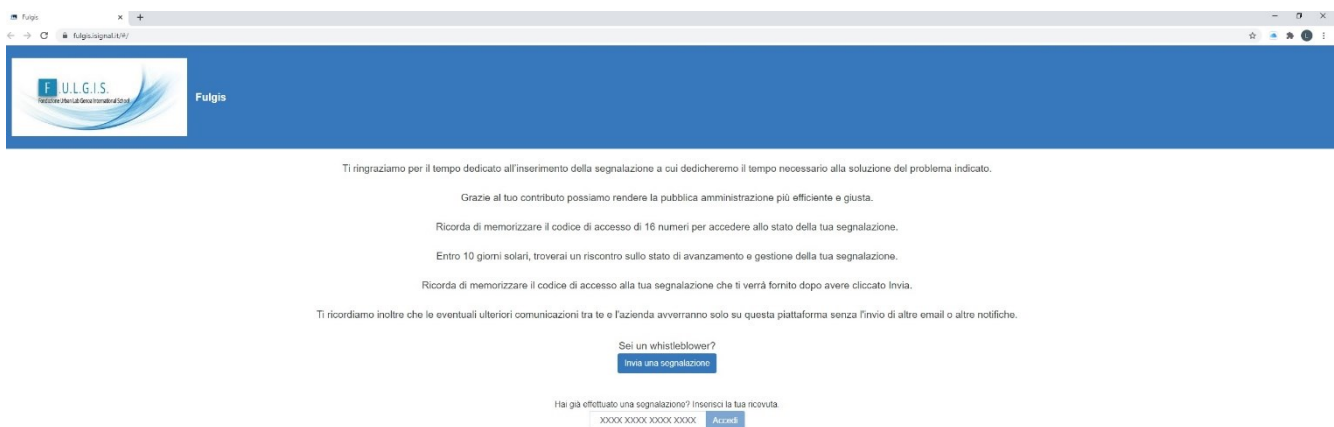 Fulgis
fulgis.isignal.it/#/
L
F.U.L.G.I.S.
Fondazione Urban Lab Genoa International School
Fulgis
Ti ringraziamo per il tempo dedicato all'inserimento della segnalazione a cui dedicheremo il tempo necessario alla soluzione del problema indicato.
Grazie al tuo contributo possiamo rendere la pubblica amministrazione più efficiente e giusta.
Ricorda di memorizzare il codice di accesso di 16 numeri per accedere allo stato della tua segnalazione.
Entro 10 giorni solari, troverai un riscontro sullo stato di avanzamento e gestione della tua segnalazione.
Ricorda di memorizzare il codice di accesso alla tua segnalazione che ti verrà fornito dopo avere cliccato Invia.
Ti ricordiamo inoltre che le eventuali ulteriori comunicazioni tra te e l'azienda avverranno solo su questa piattaforma senza l'invio di altre email o altre notifiche.
Sei un whistleblower?
Invia una segnalazione
Hai già effettuato una segnalazione? Inserisci la tua ricevuta.
XXXX XXXX XXXX XXXX Accedi